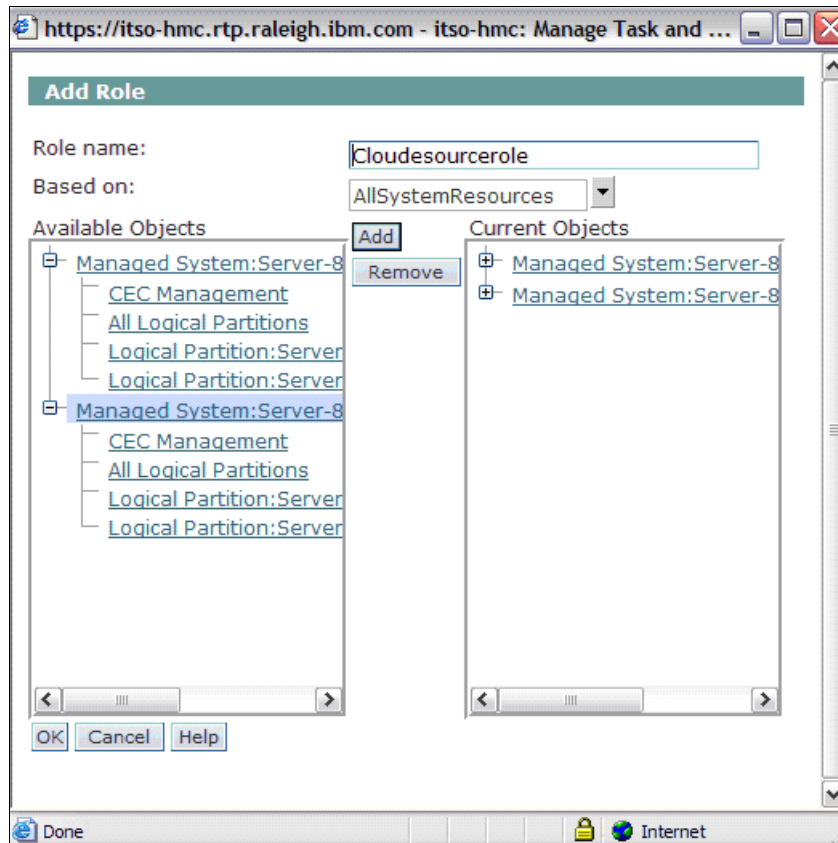 https://itso-hmc.rtp.raleigh.ibm.com - itso-hmc: Manage Task and ...
Add Role
Role name:
Cloudesourcerole
Based on:
AllSystemResources
Available Objects
Add
Remove
Current Objects
Managed System:Server-8
CEC Management
All Logical Partitions
Logical Partition:Server
Logical Partition:Server
Managed System:Server-8
CEC Management
All Logical Partitions
Logical Partition:Server
Logical Partition:Server
Managed System:Server-8
Managed System:Server-8
OK Cancel Help
Done
Internet